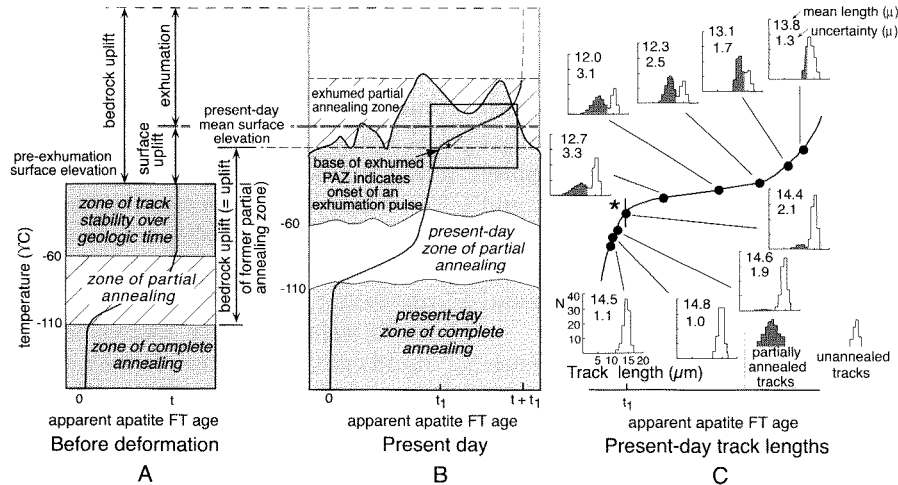 bedrock uplift
exhumation
surface
uplift
pre-exhumation
surface elevation
present-day
mean surface
elevation
bedrock uplift (= uplift
of former partial
annealing zone)
temperature (°C)
-60
-110
zone of track
stability over
geologic time
zone of partial
annealing
zone of complete
annealing
0
t
apparent apatite FT age
Before deformation
A
exhumed partial
annealing zone
base of exhumed
PAZ indicates
onset of an
exhumation pulse
-60
present-day
zone of partial
annealing
-110
present-day
zone of complete
annealing
0
t1
t + t1
apparent apatite FT age
Present day
B
13.8
1.3
mean length (μ)
uncertainty (μ)
13.1
1.7
12.3
2.5
12.0
3.1
12.7
3.3
*
14.4
2.1
14.6
1.9
14.8
1.0
14.5
1.1
N
40
30
20
10
5 10 15 20
Track length (μm)
partially
annealed
tracks
unannealed
tracks
t1
apparent apatite FT age
Present-day track lengths
C